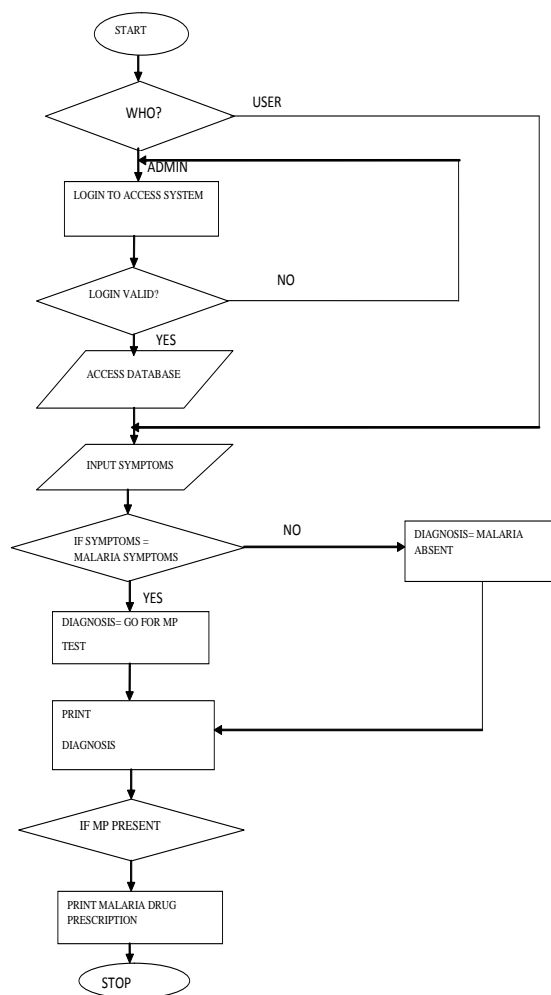 START
WHO?
USER
ADMIN
LOGIN TO ACCESS SYSTEM
LOGIN VALID?
NO
YES
ACCESS DATABASE
INPUT SYMPTOMS
IF SYMPTOMS =
MALARIA SYMPTOMS
NO
DIAGNOSIS= MALARIA
ABSENT
YES
DIAGNOSIS= GO FOR MP
TEST
PRINT
DIAGNOSIS
IF MP PRESENT
PRINT MALARIA DRUG
PRESCRIPTION
STOP